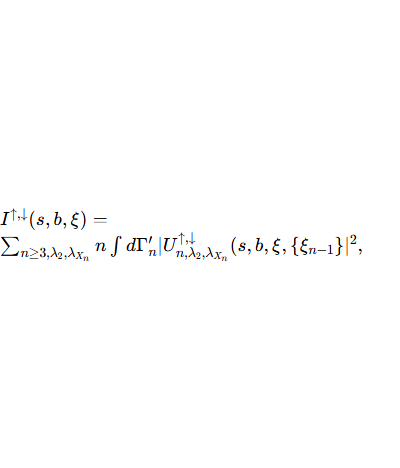 I^{↑,↓}(s, b, ξ) =
∑_{n≥3,λ_2,λ_{X_n}} n ∫ dΓ′_n|U^{↑,↓}_{n,λ_2,λ_{X_n}}(s, b, ξ, {ξ_{n−1}}|^2,